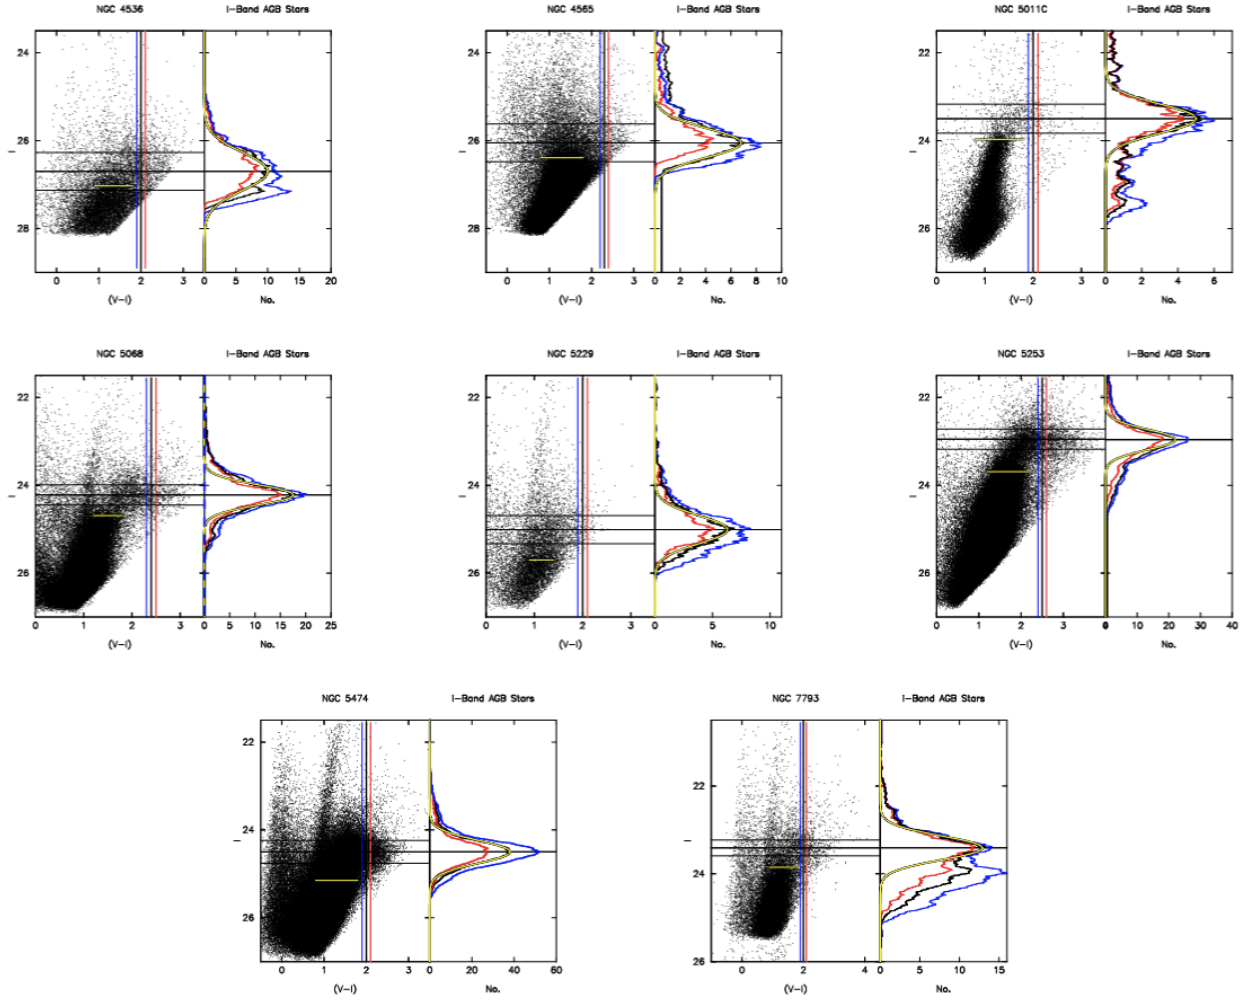 NGC 4536 I-Band AGB Stars
24
26
I
28
0 1 2 3 0 5 10 15 20
(V-I) No.
NGC 4565 I-Band AGB Stars
24
26
I
28
0 1 2 3 0 2 4 6 8 10
(V-I) No.
NGC 5011C I-Band AGB Stars
22
24
I
26
0 1 2 3 0 2 4 6
(V-I) No.
NGC 5068 I-Band AGB Stars
22
24
I
26
0 1 2 3 0 5 10 15 20 25
(V-I) No.
NGC 5229 I-Band AGB Stars
22
24
I
26
0 1 2 3 0 5 10
(V-I) No.
NGC 5253 I-Band AGB Stars
22
24
I
26
0 1 2 3 0 10 20 30 40
(V-I) No.
NGC 5474 I-Band AGB Stars
22
24
I
26
0 1 2 3 0 20 40 60
(V-I) No.
NGC 7793 I-Band AGB Stars
22
I
24
26
0 2 4 0 5 10 15
(V-I) No.